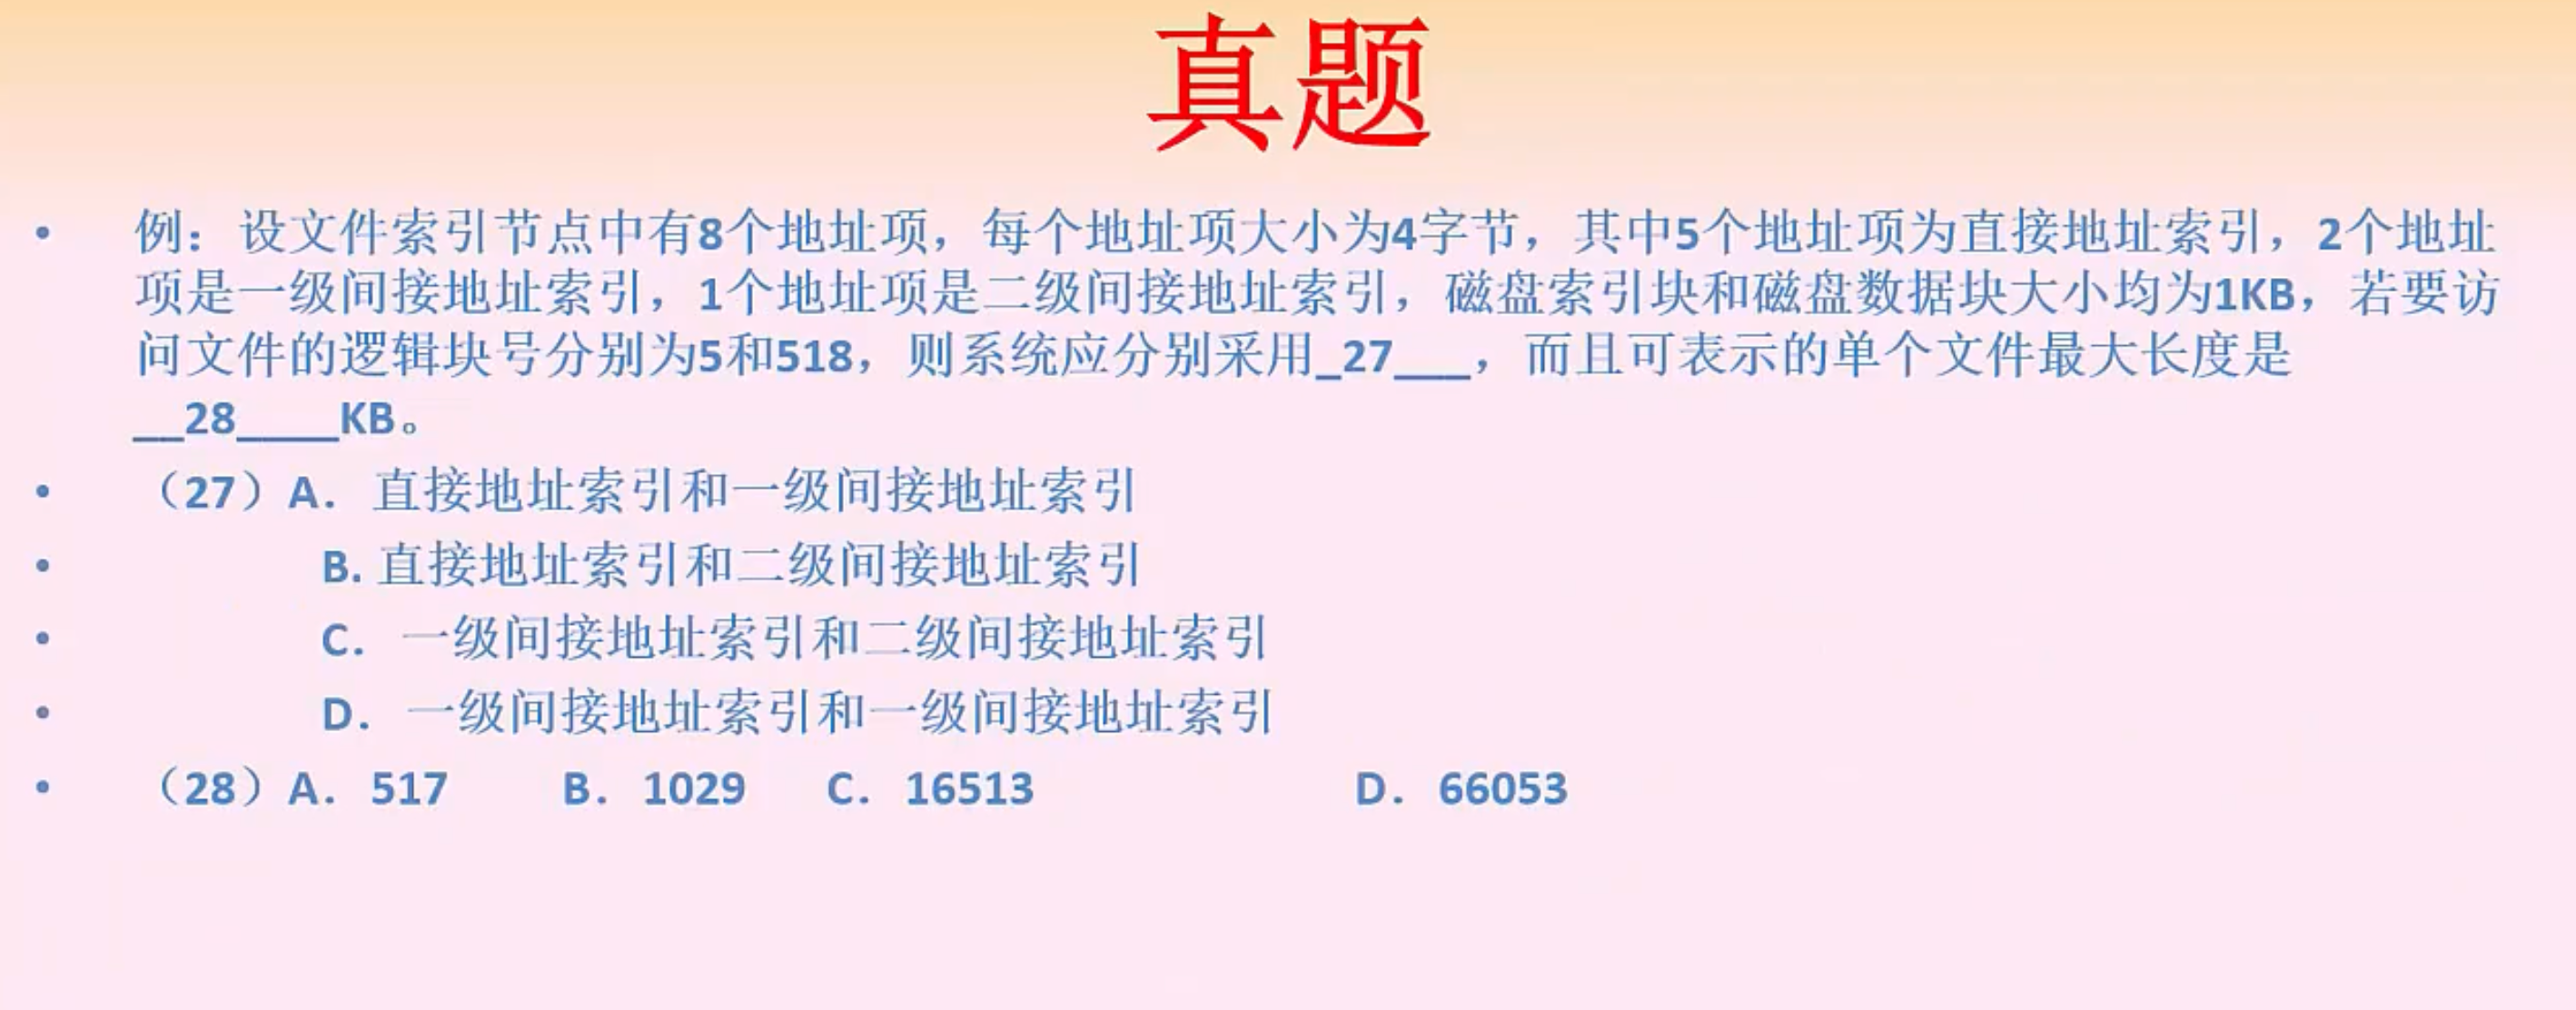 真题
• 例：设文件索引节点中有8个地址项，每个地址项大小为4字节，其中5个地址项为直接地址索引，2个地址
项是一级间接地址索引，1个地址项是二级间接地址索引，磁盘索引块和磁盘数据块大小均为1KB，若要访
问文件的逻辑块号分别为5和518，则系统应分别采用_27___，而且可表示的单个文件最大长度是
__28____KB。
• （27）A．直接地址索引和一级间接地址索引
• B. 直接地址索引和二级间接地址索引
• C．一级间接地址索引和二级间接地址索引
• D．一级间接地址索引和一级间接地址索引
• （28）A．517 B．1029 C．16513 D．66053